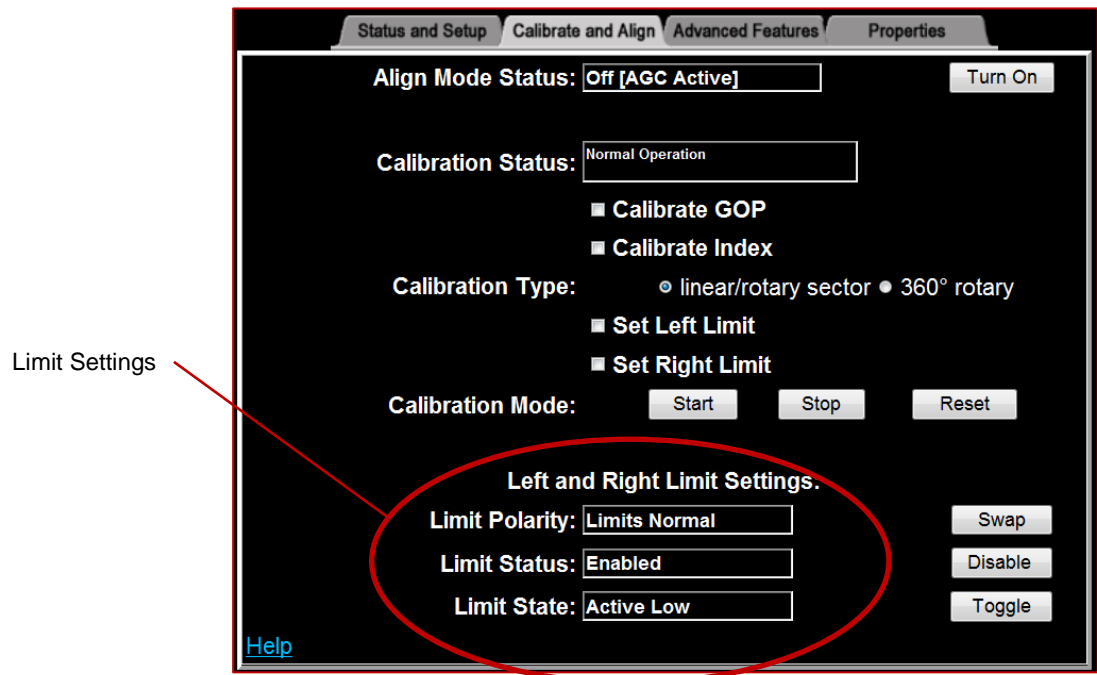 Status and Setup Calibrate and Align Advanced Features Properties
Align Mode Status: Off [AGC Active] Turn On
Calibration Status: Normal Operation
Calibrate GOP
Calibrate Index
Calibration Type: linear/rotary sector 360° rotary
Set Left Limit
Limit Settings
Set Right Limit
Calibration Mode: Start Stop Reset
Left and Right Limit Settings:
Limit Polarity: Limits Normal Swap
Limit Status: Enabled Disable
Limit State: Active Low Toggle
Help